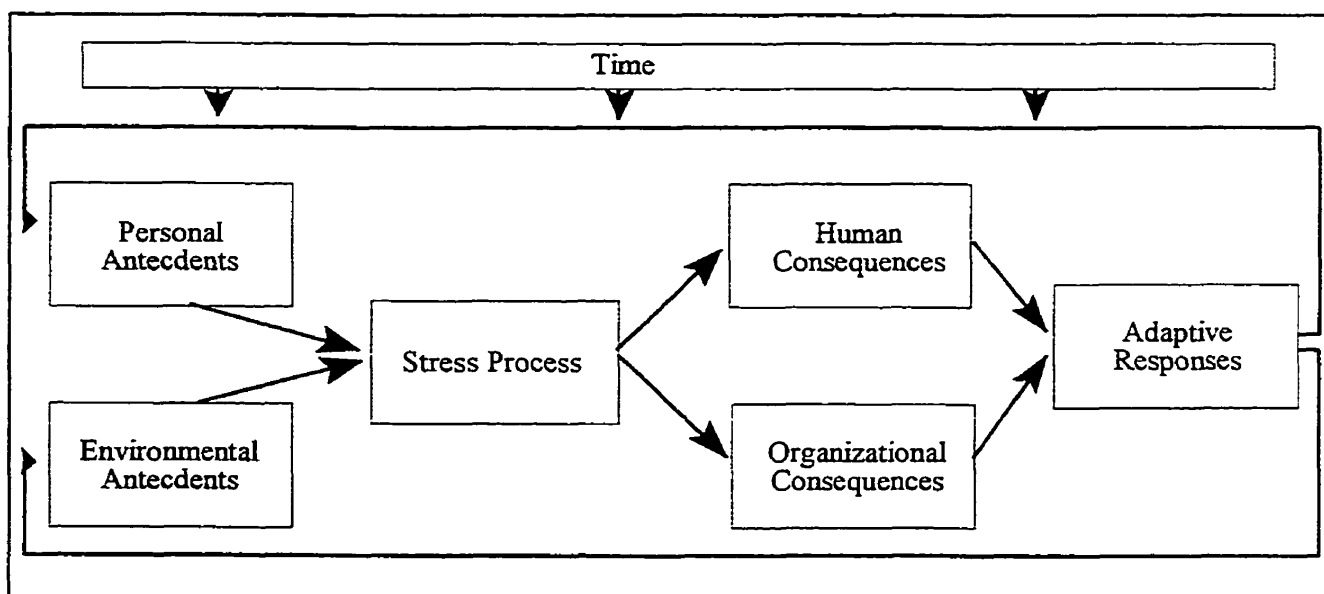 Time
Personal
Antecdents
Environmental
Antecdents
Stress Process
Human
Consequences
Organizational
Consequences
Adaptive
Responses